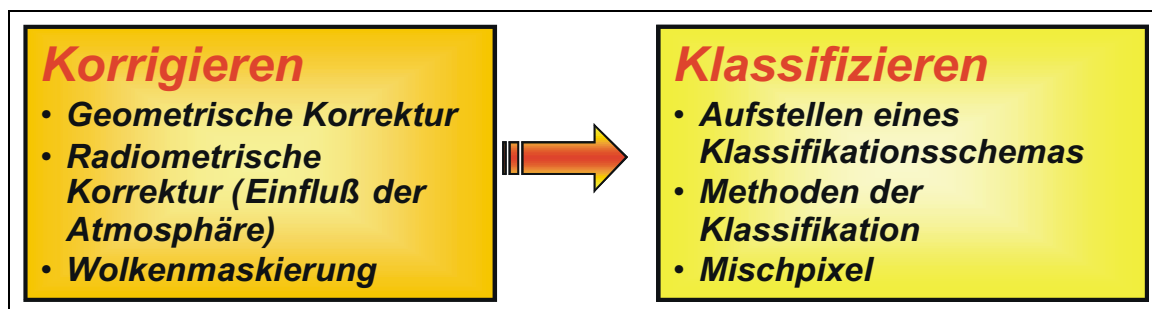 Korrigieren
• Geometrische Korrektur
• Radiometrische
Korrektur (Einfluß der
Atmosphäre)
• Wolkenmaskierung
Klassifizieren
• Aufstellen eines
Klassifikationsschemas
• Methoden der
Klassifikation
• Mischpixel